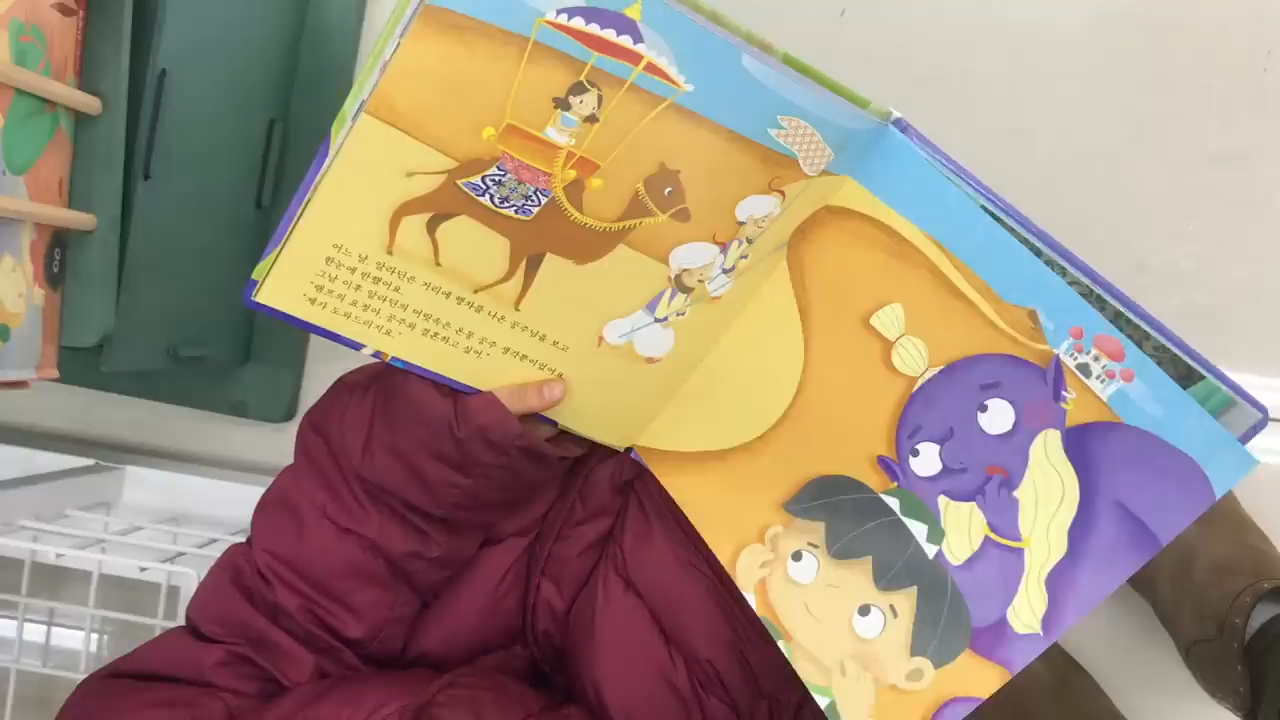 어느 날, 알라딘은 거리에 행차를 나온 공주님을 보고
한눈에 반했어요.
그날 이후 알라딘의 머릿속은 온통 공주 생각뿐이었어요.
"램프의 요정아, 공주와 결혼하고 싶어."
"제가 도와드리지요."